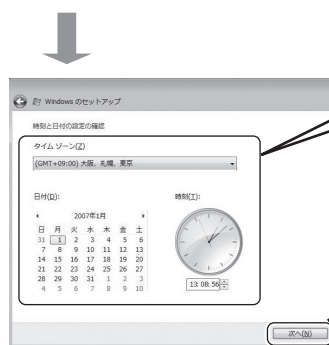 Windows のセットアップ
時刻と日付の設定の確認
タイム ゾーン(Z)
(GMT+09:00) 大阪、札幌、東京
日付(D):
時刻(T):
2007年1月
日 月 火 水 木 金 土
31 1 2 3 4 5 6
7 8 9 10 11 12 13
14 15 16 17 18 19 20
21 22 23 24 25 26 27
28 29 30 31 1 2 3
4 5 6 7 8 9 10
13:08:56
次へ(N)